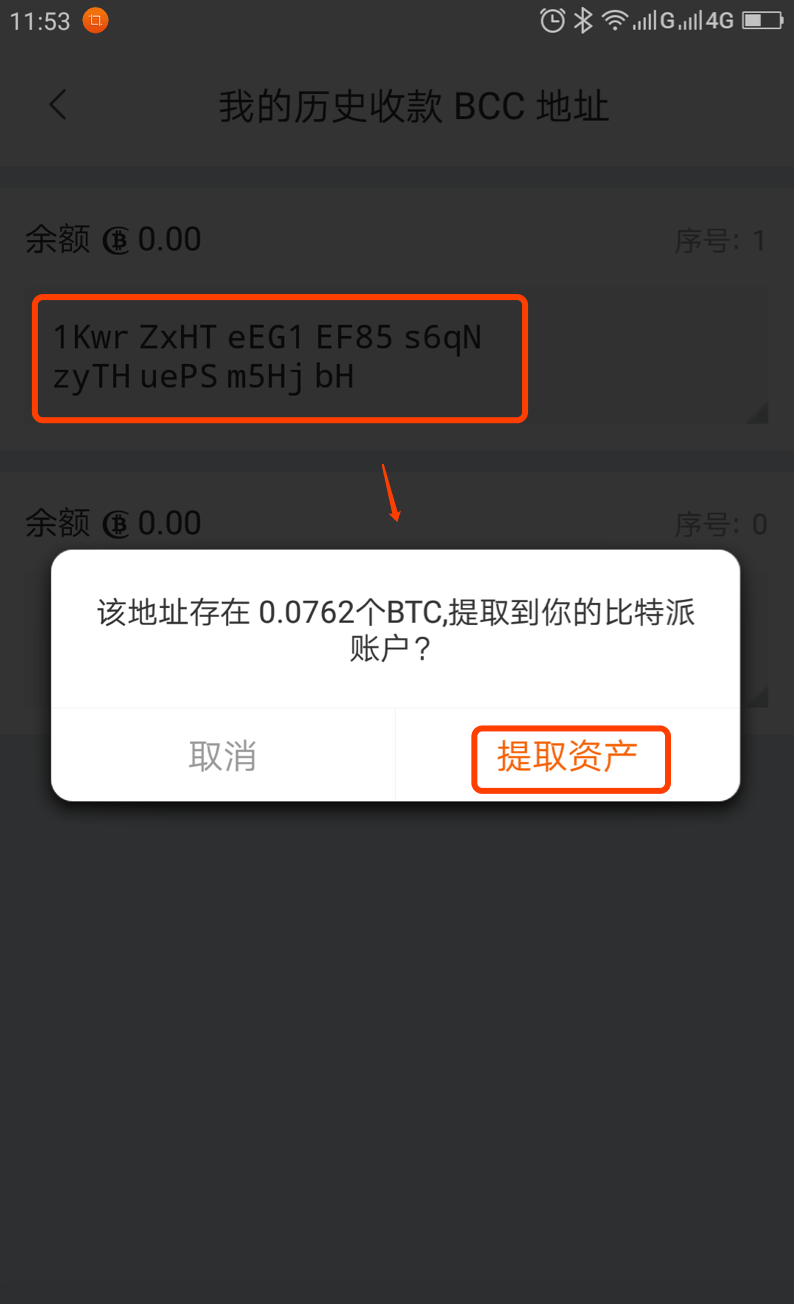 11:53 G 4G
我的历史收款 BCC 地址
余额 0.00 序号: 1
1Kwr ZxHT eEG1 EF85 s6qN
zyTH uePS m5Hj bH
余额 0.00 序号: 0
该地址存在 0.0762个BTC,提取到你的比特派
账户?
取消 提取资产